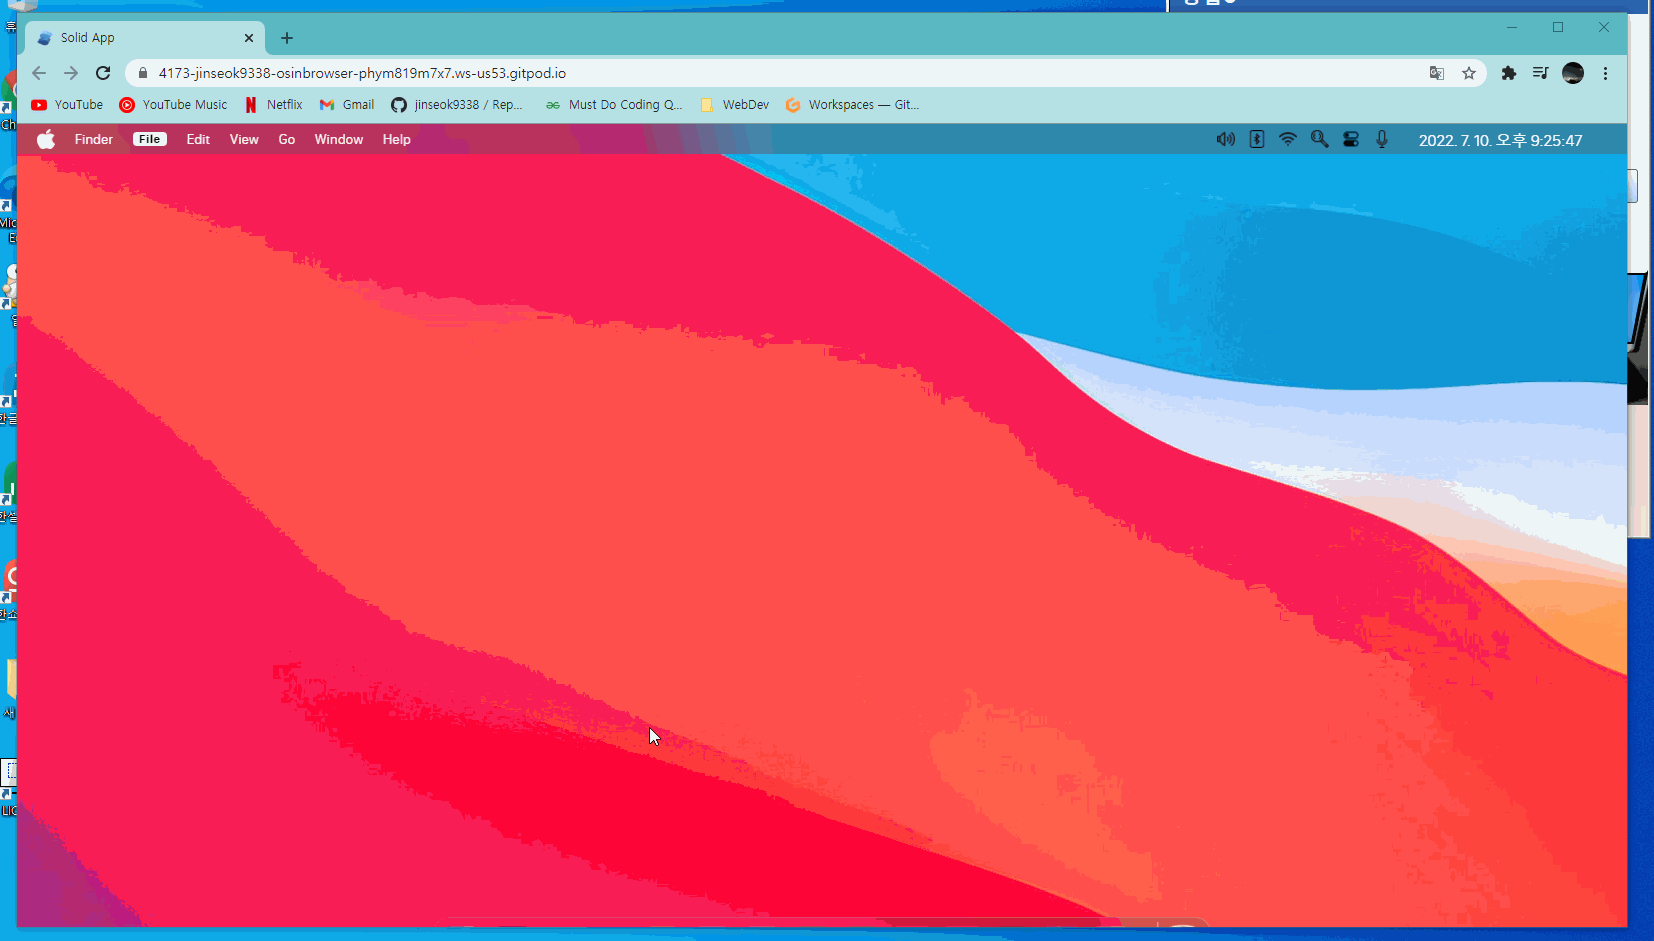 Solid App
4173-jinseok9338-osinbrowser-phym819m7x7.ws-us53.gitpod.io
YouTube YouTube Music Netflix Gmail jinseok9338 / Rep... Must Do Coding Q... WebDev Workspaces — Git...
Finder File Edit View Go Window Help 2022. 7. 10. 오후 9:25:47